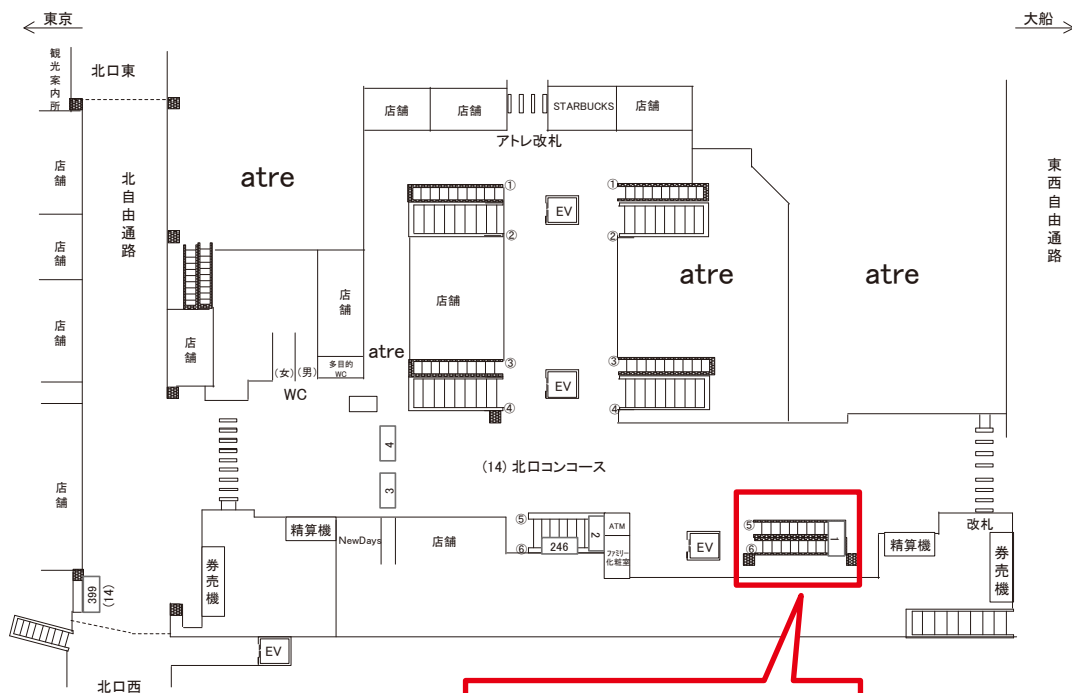 東京
大船
観光案内所
北口東
店舗
店舗
STARBUCKS
店舗
アトレ改札
店舗
北自由通路
atre
①
EV
①
②
②
東西自由通路
店舗
atre
atre
店舗
店舗
店舗
店舗
atre
③
③
多目的
WC
(女)
(男)
WC
EV
④
④
4
(14) 北口コンコース
3
店舗
⑤
⑤
改札
精算機
NewDays
店舗
⑥
246
2
ATM
ファミリー
化粧室
EV
⑥
1
精算機
券売機
券売機
399
(14)
EV
北口西